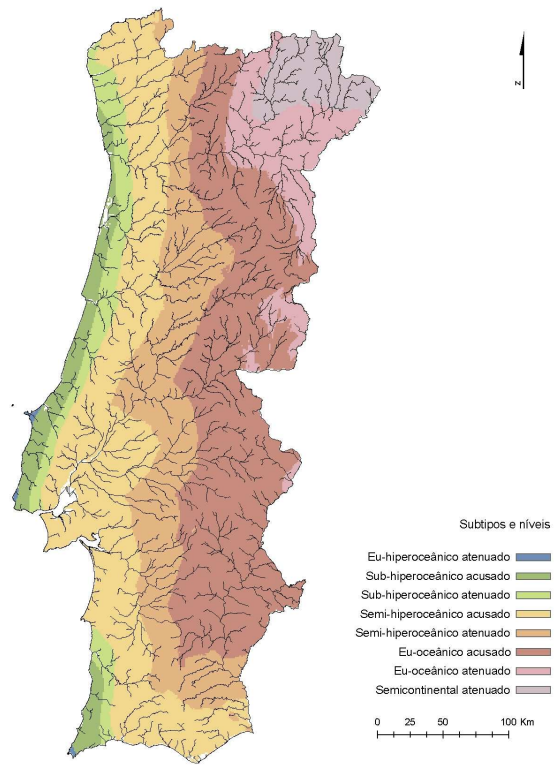 N
Subtipos e níveis
Eu-hiperoceânico atenuado
Sub-hiperoceânico acusado
Sub-hiperoceânico atenuado
Semi-hiperoceânico acusado
Semi-hiperoceânico atenuado
Eu-oceânico acusado
Eu-oceânico atenuado
Semicontinental atenuado
0 25 50 100 Km